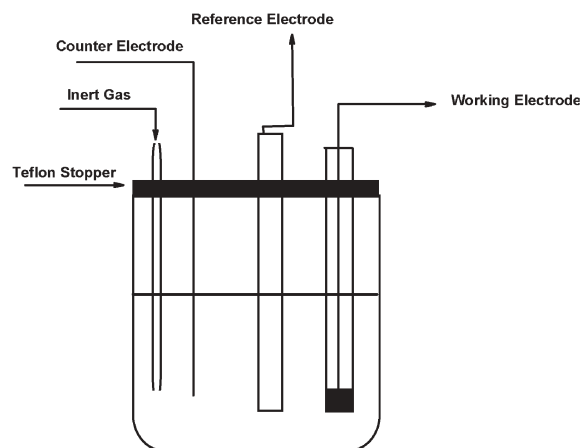 Reference Electrode
Counter Electrode
Inert Gas
Working Electrode
Teflon Stopper